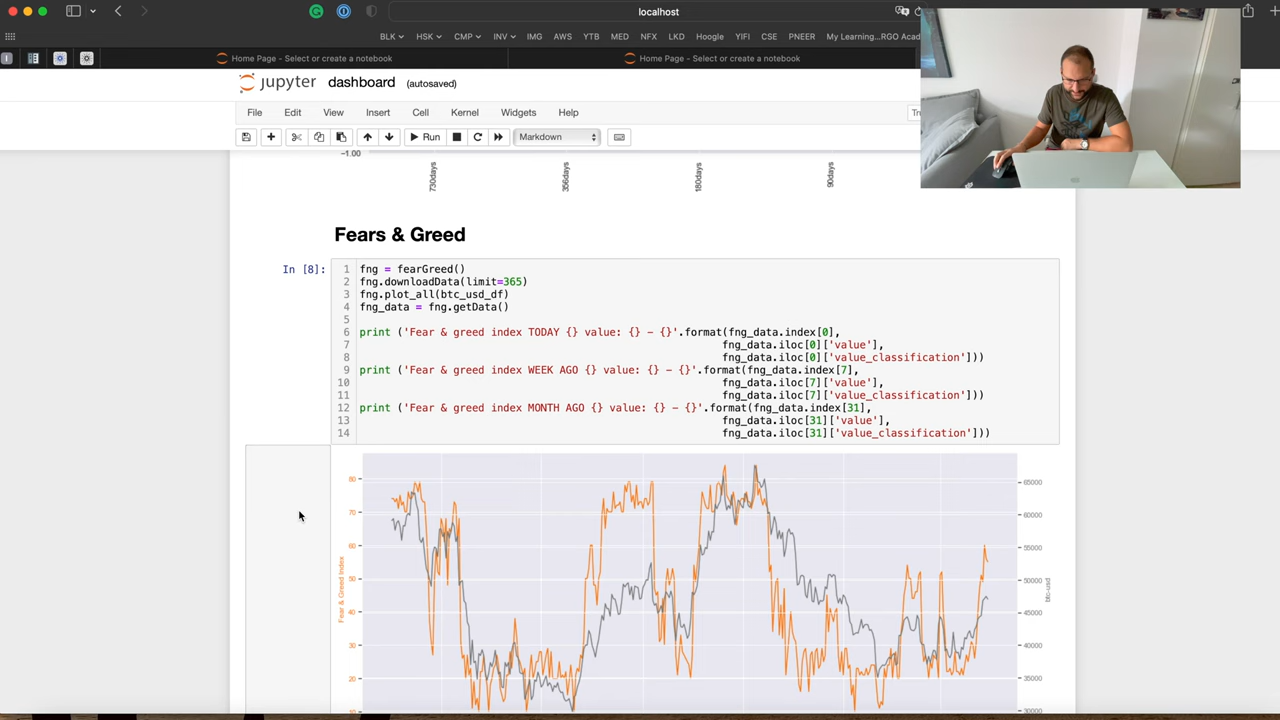 localhost
BLK HSK CMP INV IMG AWS YTB MED NFX LKD Hoogle YIFI CSE PNEER My Learning...RGO Acad
Home Page - Select or create a notebook
Home Page - Select or create a notebook
jupyter dashboard (autosaved)
File Edit View Insert Cell Kernel Widgets Help
Run Markdown
−1.00
730days 356days 180days 90days
Fears & Greed
In [8]:
1 fng = fearGreed()
2 fng.downloadData(limit=365)
3 fng.plot_all(btc_usd_df)
4 fng_data = fng.getData()
5
6 print ('Fear & greed index TODAY {} value: {} - {}'.format(fng_data.index[0],
7 fng_data.iloc[0]['value'],
8 fng_data.iloc[0]['value_classification']))
9 print ('Fear & greed index WEEK AGO {} value: {} - {}'.format(fng_data.index[7],
10 fng_data.iloc[7]['value'],
11 fng_data.iloc[7]['value_classification']))
12 print ('Fear & greed index MONTH AGO {} value: {} - {}'.format(fng_data.index[31],
13 fng_data.iloc[31]['value'],
14 fng_data.iloc[31]['value_classification']))
80 65000
70 60000
60 55000
50 50000
40 45000
30 40000
20 35000
30000
Fear & Greed Index
btc-usd